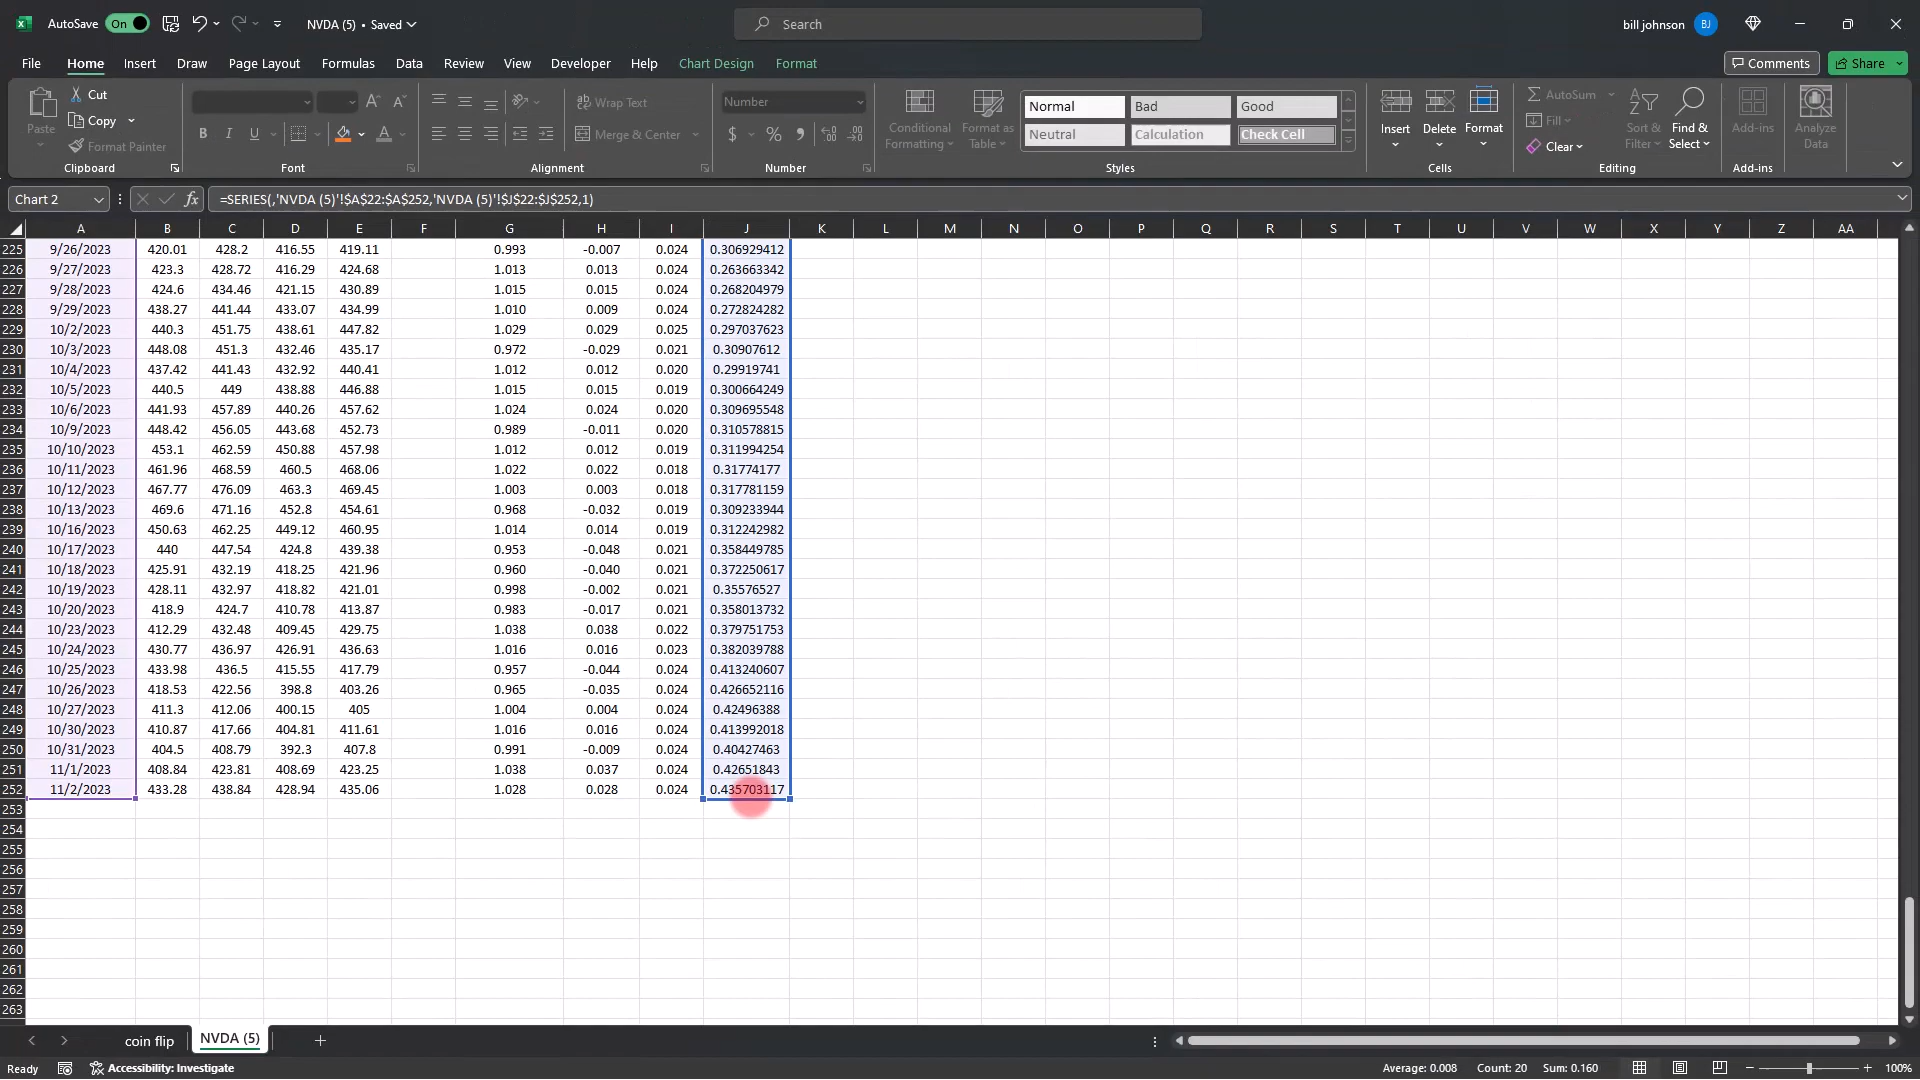 AutoSave On NVDA (5) • Saved Search bill johnson BJ
File Home Insert Draw Page Layout Formulas Data Review View Developer Help Chart Design Format Comments Share
Paste Cut Copy Format Painter Clipboard
B I U Font
ab Wrap Text Merge & Center Alignment
Number $ % Number
Conditional Formatting Format as Table Normal Bad Good Neutral Calculation Check Cell Styles
Insert Delete Format Cells
AutoSum Fill Clear Sort & Filter Find & Select Editing
Add-ins Add-ins Analyze Data
Chart 2 fx =SERIES(,'NVDA (5)'!$A$22:$A$252,'NVDA (5)'!$J$22:$J$252,1)
A B C D E F G H I J K L M N O P Q R S T U V W X Y Z AA
225 9/26/2023 420.01 428.2 416.55 419.11 0.993 -0.007 0.024 0.306929412
226 9/27/2023 423.3 428.72 416.29 424.68 1.013 0.013 0.024 0.263663342
227 9/28/2023 424.6 434.46 421.15 430.89 1.015 0.015 0.024 0.268204979
228 9/29/2023 438.27 441.44 433.07 434.99 1.010 0.009 0.024 0.272824282
229 10/2/2023 440.3 451.75 438.61 447.82 1.029 0.029 0.025 0.297037623
230 10/3/2023 448.08 451.3 432.46 435.17 0.972 -0.029 0.021 0.30907612
231 10/4/2023 437.42 441.43 432.92 440.41 1.012 0.012 0.020 0.29919741
232 10/5/2023 440.5 449 438.88 446.88 1.015 0.015 0.019 0.300664249
233 10/6/2023 441.93 457.89 440.26 457.62 1.024 0.024 0.020 0.309695548
234 10/9/2023 448.42 456.05 443.68 452.73 0.989 -0.011 0.020 0.310578815
235 10/10/2023 453.1 462.59 450.88 457.98 1.012 0.012 0.019 0.311994254
236 10/11/2023 461.96 468.59 460.5 468.06 1.022 0.022 0.018 0.31774177
237 10/12/2023 467.77 476.09 463.3 469.45 1.003 0.003 0.018 0.317781159
238 10/13/2023 469.6 471.16 452.8 454.61 0.968 -0.032 0.019 0.309233944
239 10/16/2023 450.63 462.25 449.12 460.95 1.014 0.014 0.019 0.312242982
240 10/17/2023 440 447.54 424.8 439.38 0.953 -0.048 0.021 0.358449785
241 10/18/2023 425.91 432.19 418.25 421.96 0.960 -0.040 0.021 0.372250617
242 10/19/2023 428.11 432.97 418.82 421.01 0.998 -0.002 0.021 0.35576527
243 10/20/2023 418.9 424.7 410.78 413.87 0.983 -0.017 0.021 0.358013732
244 10/23/2023 412.29 432.48 409.45 429.75 1.038 0.038 0.022 0.379751753
245 10/24/2023 430.77 436.97 426.91 436.63 1.016 0.016 0.023 0.382039788
246 10/25/2023 433.98 436.5 415.55 417.79 0.957 -0.044 0.024 0.413240607
247 10/26/2023 418.53 422.56 398.8 403.26 0.965 -0.035 0.024 0.426652116
248 10/27/2023 411.3 412.06 400.15 405 1.004 0.004 0.024 0.42496388
249 10/30/2023 410.87 417.66 404.81 411.61 1.016 0.016 0.024 0.413992018
250 10/31/2023 404.5 408.79 392.3 407.8 0.991 -0.009 0.024 0.40427463
251 11/1/2023 408.84 423.81 408.69 423.25 1.038 0.037 0.024 0.42651843
252 11/2/2023 433.28 438.84 428.94 435.06 1.028 0.028 0.024 0.435703117
253
254
255
256
257
258
259
260
261
262
263
coin flip NVDA (5)
Ready Accessibility: Investigate Average: 0.008 Count: 20 Sum: 0.160 100%